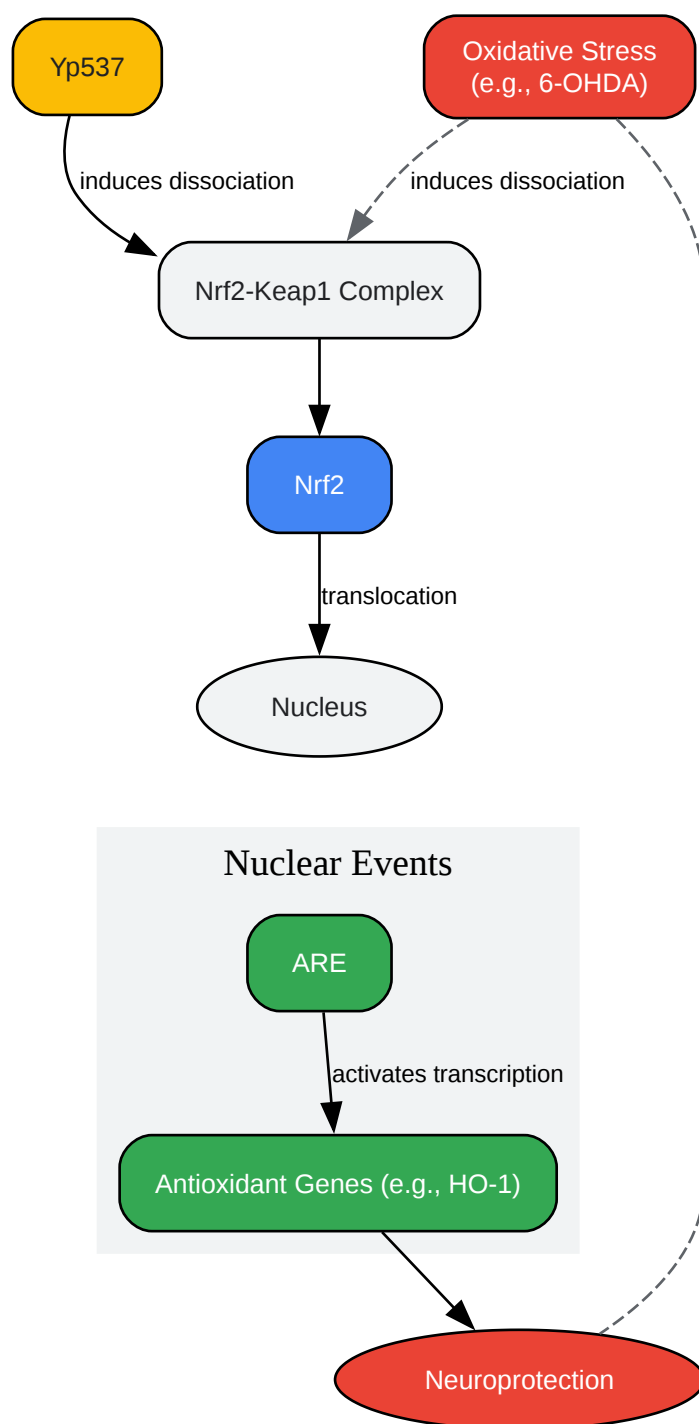 Yp537
Oxidative Stress
(e.g., 6-OHDA)
induces dissociation
induces dissociation
Nrf2-Keap1 Complex
Nrf2
translocation
Nucleus
Nuclear Events
ARE
activates transcription
Antioxidant Genes (e.g., HO-1)
Neuroprotection